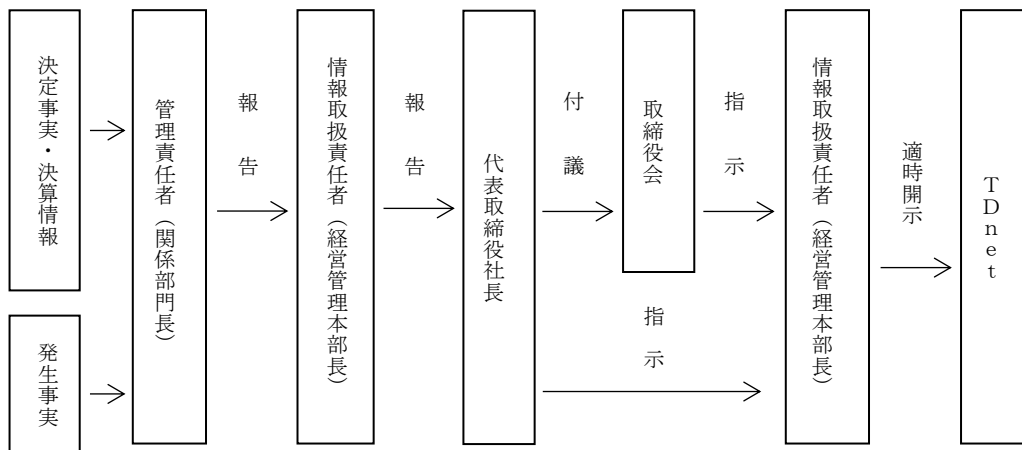 決定事実・決算情報
発生事実
管理責任者（関係部門長）
報告
情報取扱責任者（経営管理本部長）
報告
代表取締役社長
付議
取締役会
指示
指示
情報取扱責任者（経営管理本部長）
適時開示
TDnet